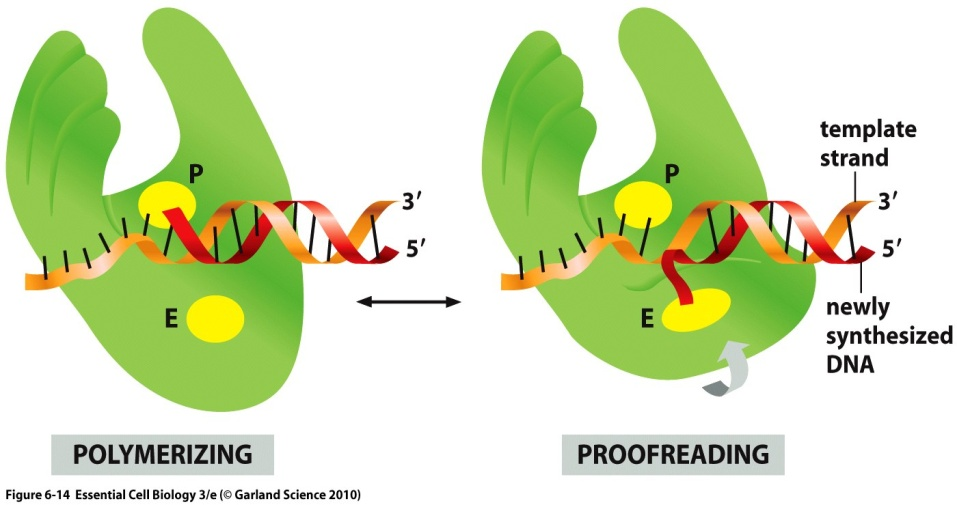 P
3′
5′
E
POLYMERIZING
template
strand
P
3′
5′
E
newly
synthesized
DNA
PROOFREADING
Figure 6-14 Essential Cell Biology 3/e (© Garland Science 2010)